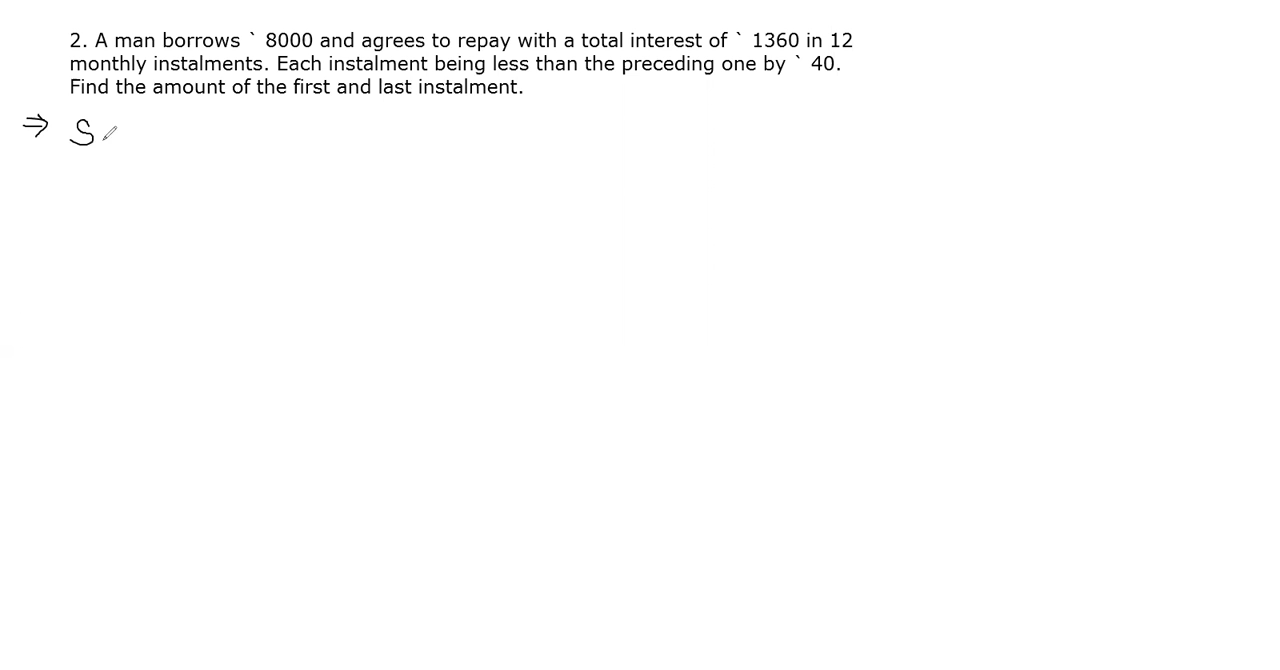 2. A man borrows ` 8000 and agrees to repay with a total interest of ` 1360 in 12
monthly instalments. Each instalment being less than the preceding one by ` 40.
Find the amount of the first and last instalment.
⇒ S